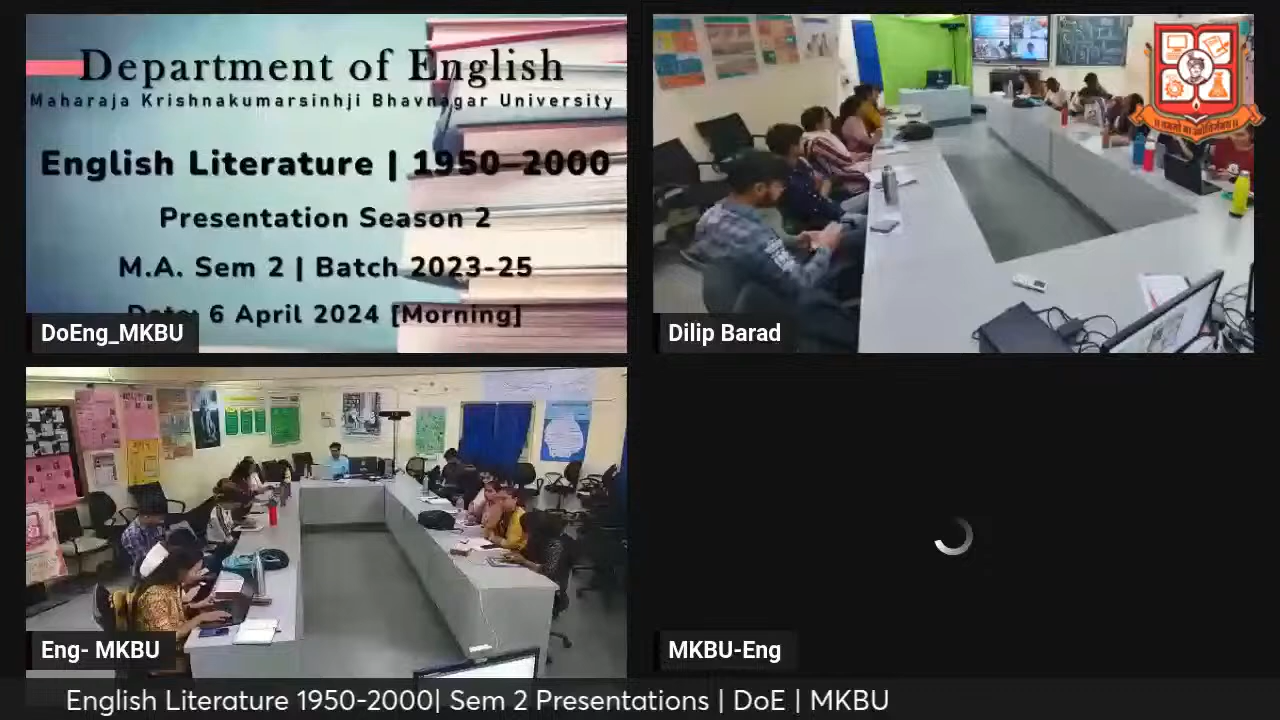 Department of English
Maharaja Krishnakumarsinhji Bhavnagar University
English Literature | 1950-2000
Presentation Season 2
M.A. Sem 2 | Batch 2023-25
Date: 6 April 2024 [Morning]
DoEng_MKBU
Dilip Barad
Eng- MKBU
MKBU-Eng
English Literature 1950-2000| Sem 2 Presentations | DoE | MKBU